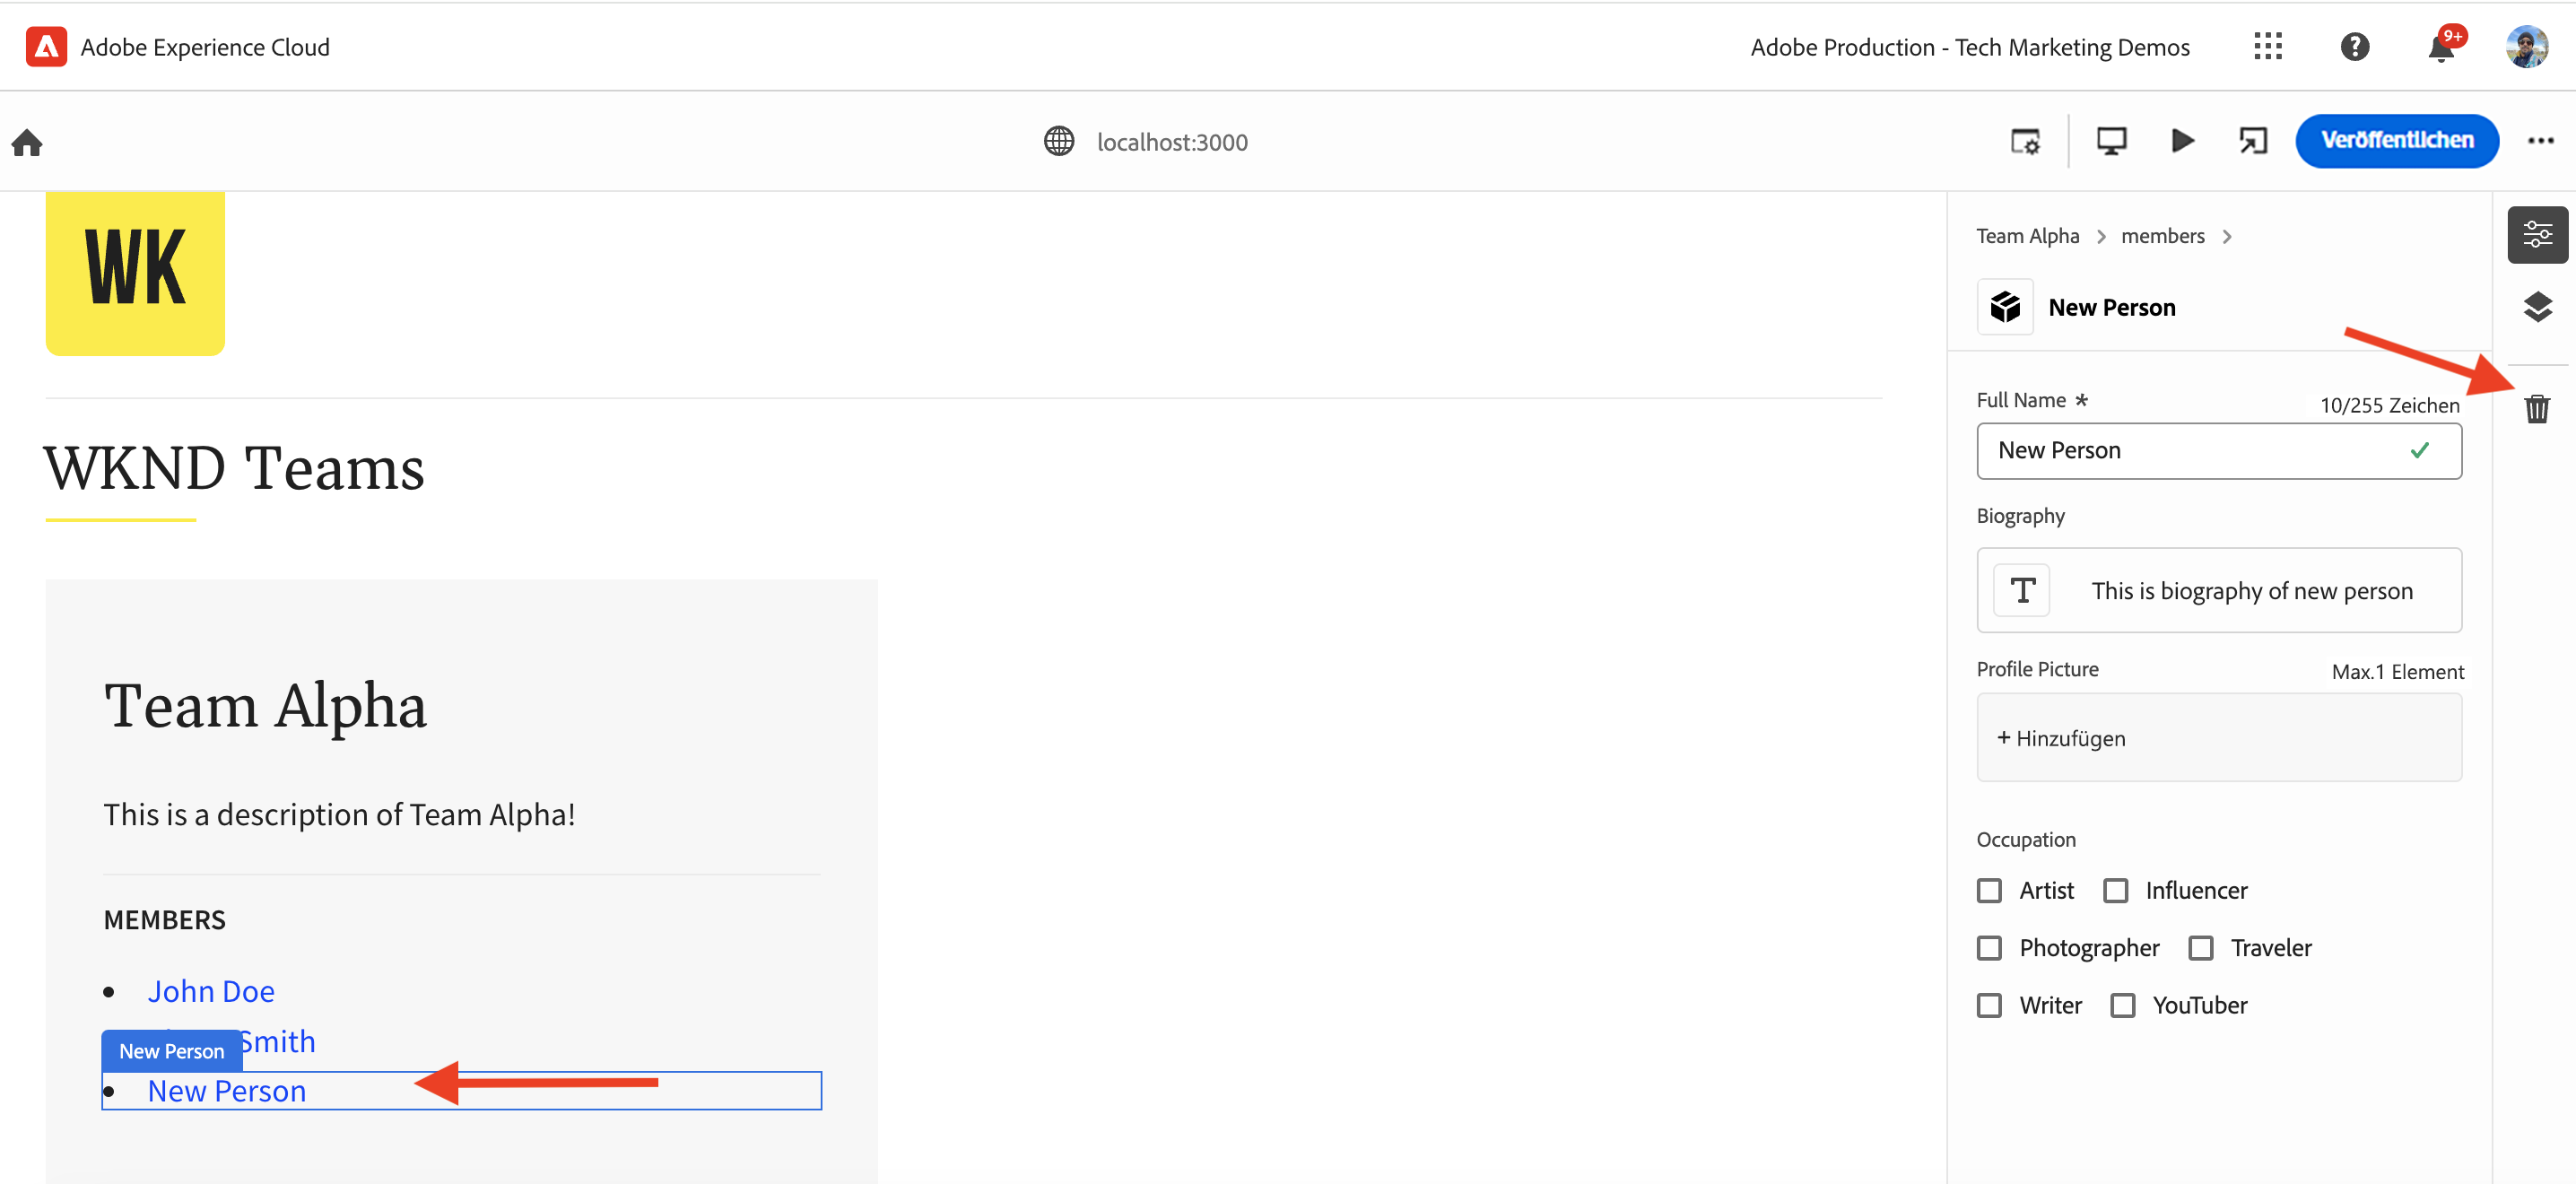 Adobe Experience Cloud
Adobe Production - Tech Marketing Demos
9+
localhost:3000
Veröffentlichen
WK
WKND Teams
Team Alpha
This is a description of Team Alpha!
MEMBERS
John Doe
Smith
New Person
New Person
Team Alpha > members >
New Person
Full Name *
10/255 Zeichen
New Person
Biography
T This is biography of new person
Profile Picture
Max.1 Element
+ Hinzufügen
Occupation
Artist Influencer
Photographer Traveler
Writer YouTuber